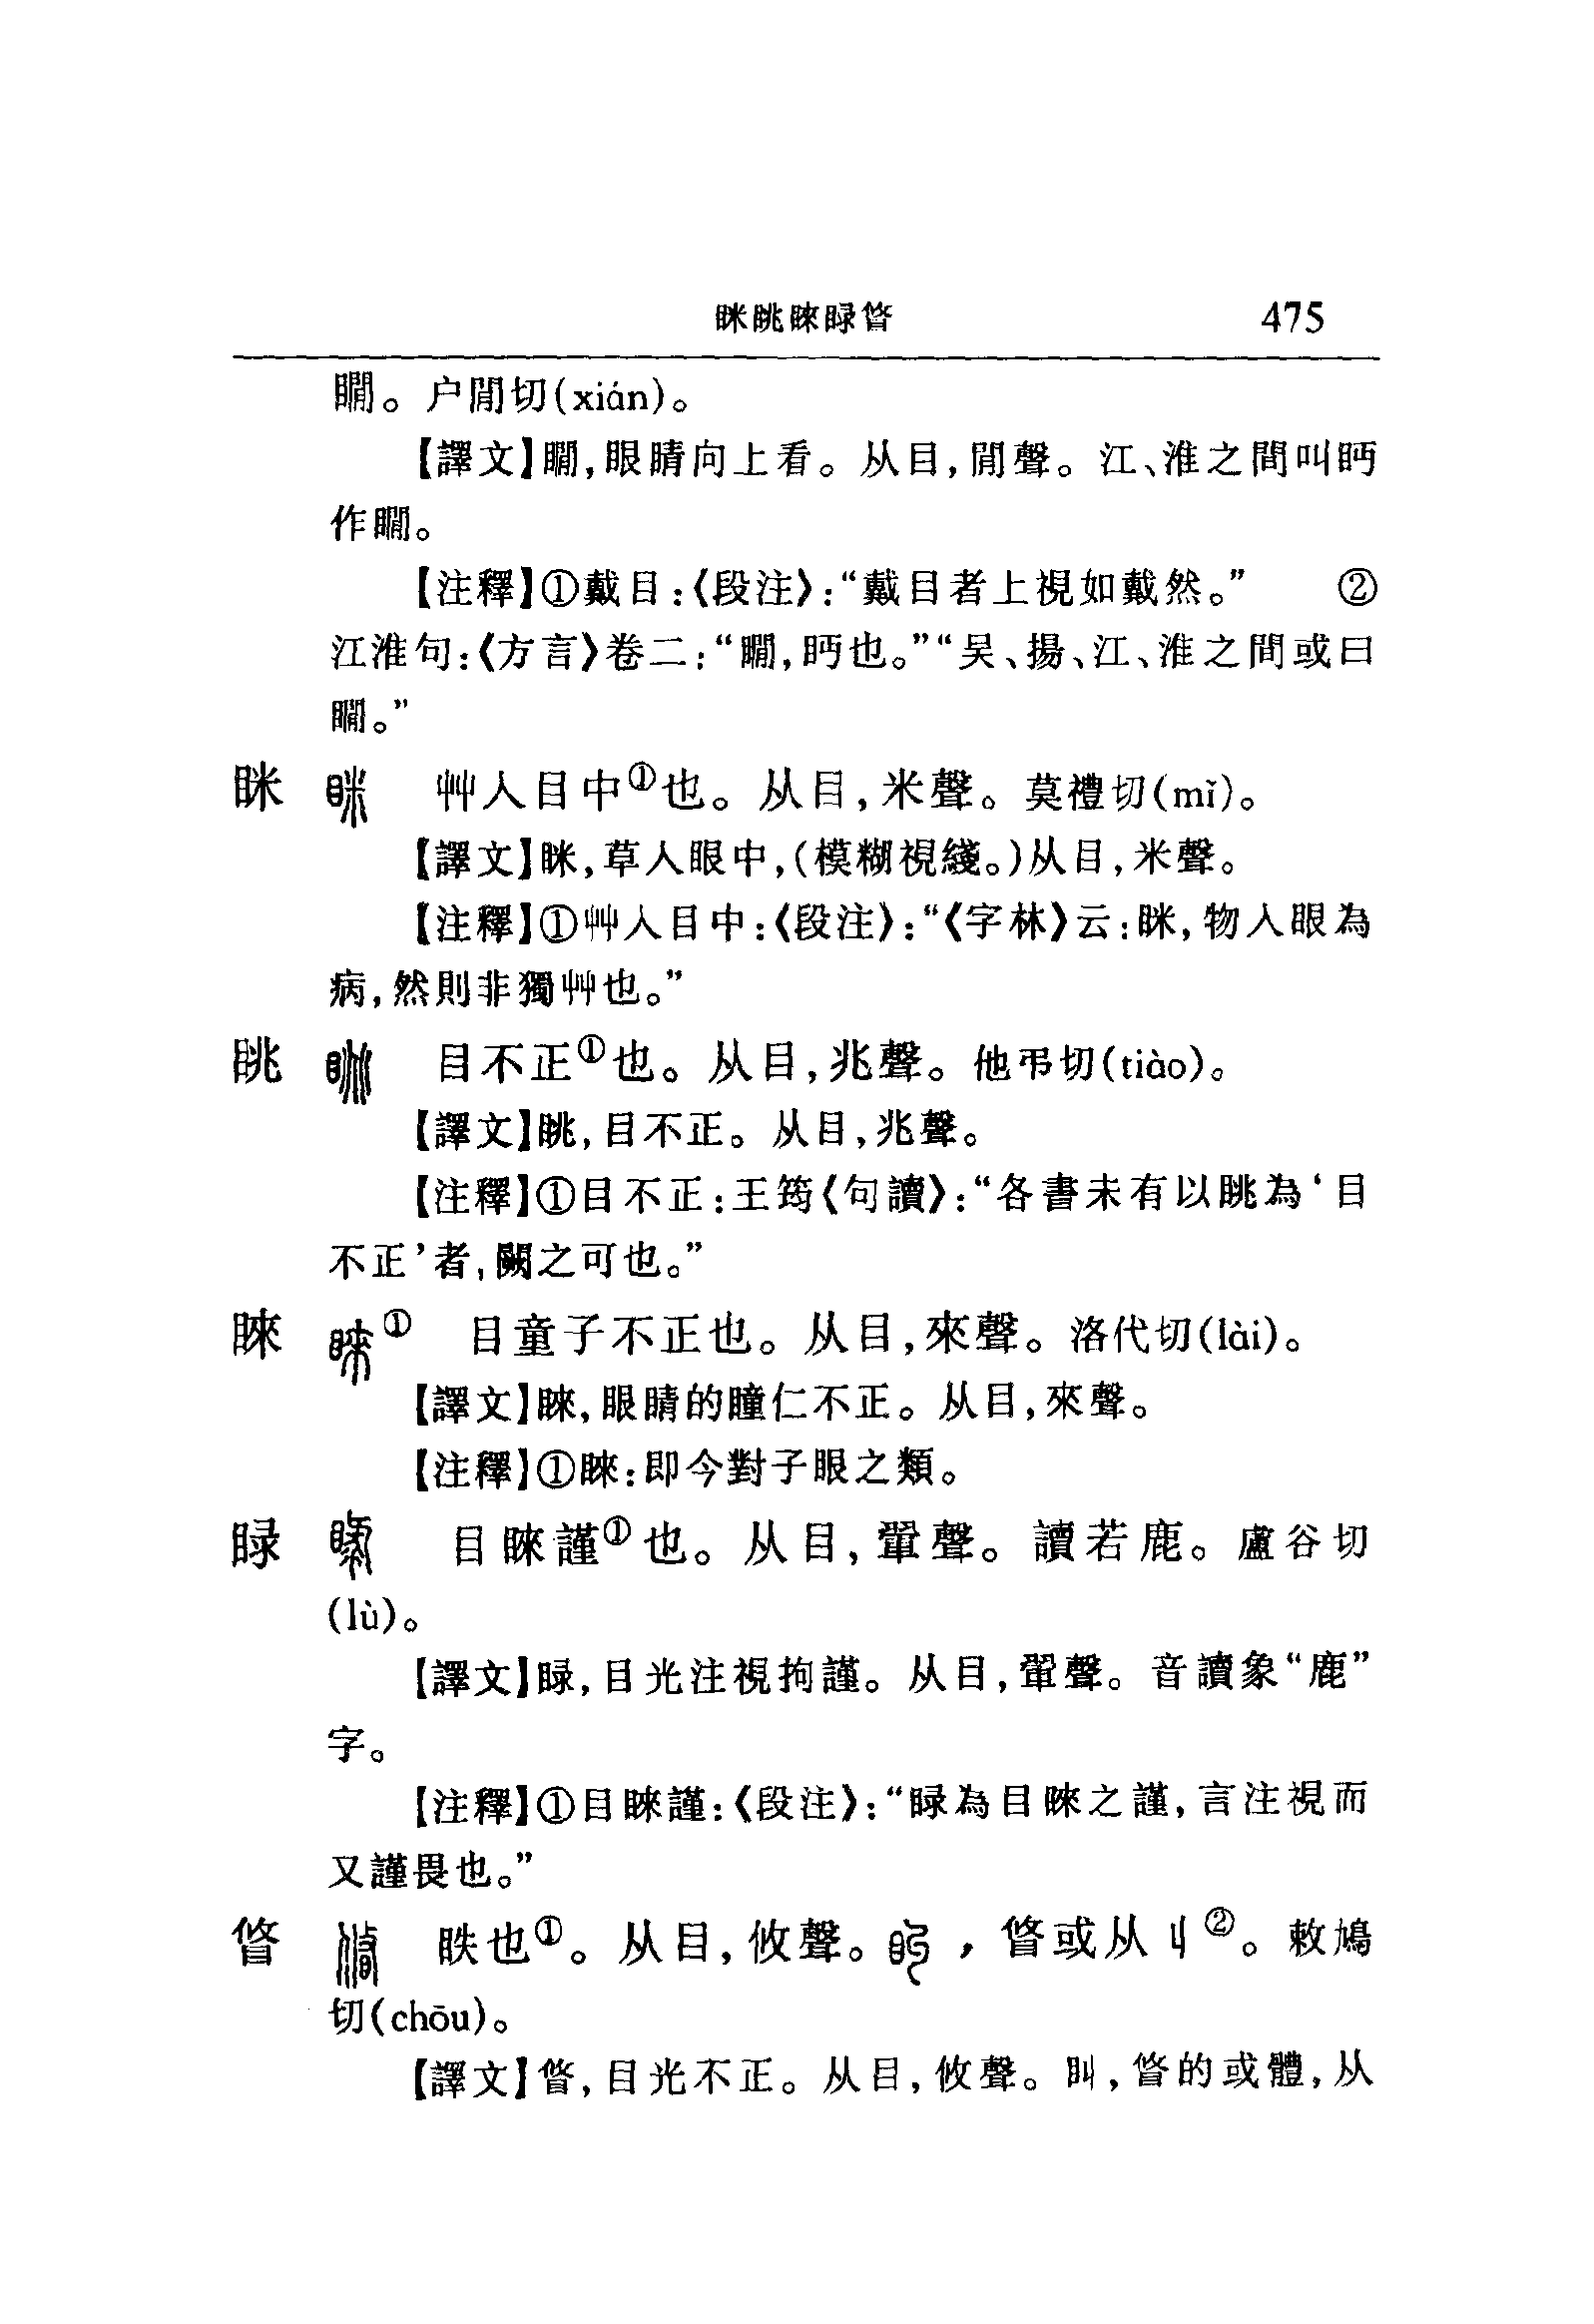 眯眺睞睩䀺 475
瞯。户閒切(xián)。
【譯文】瞯,眼睛向上看。从目,閒聲。江、淮之間叫眄
作瞯。
【注釋】①戴目:《段注》:“戴目者上視如戴然。” ②
江淮句:《方言》卷二:“瞯,眄也。”“吴、揚、江、淮之間或曰
瞯。”
眯 艸入目中①也。从目,米聲。莫禮切(mǐ)。
【譯文】眯,草入眼中,(模糊視綫。)从目,米聲。
【注釋】①艸入目中:《段注》:“《字林》云:眯,物入眼為
病,然則非獨艸也。”
眺 目不正①也。从目,兆聲。他弔切(tiào)。
【譯文】眺,目不正。从目,兆聲。
【注釋】①目不正:王筠《句讀》:“各書未有以眺為‘目
不正’者,闕之可也。”
睞 ① 目童子不正也。从目,來聲。洛代切(lài)。
【譯文】睞,眼睛的瞳仁不正。从目,來聲。
【注釋】①睞:即今對子眼之類。
睩 目睞謹①也。从目,聲。讀若鹿。盧谷切
(lù)。
【譯文】睩,目光注視拘謹。从目,聲。音讀象“鹿”
字。
【注釋】①目睞謹:《段注》:“睩為目睞之謹,言注視而
又謹畏也。”
䀺 眣也①。从目,攸聲。,䀺或从丩②。敕鳩
切(chōu)。
【譯文】䀺,目光不正。从目,攸聲。,䀺的或體,从